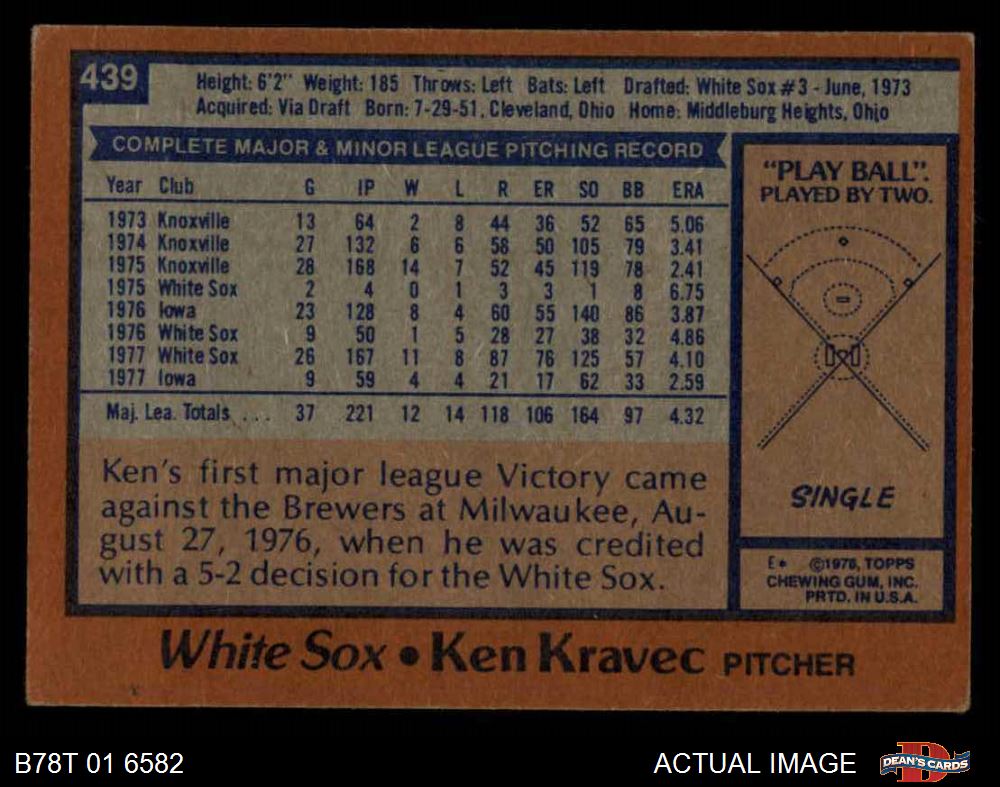 439
Height: 6'2" Weight: 185 Throws: Left Bats: Left Drafted: White Sox #3 - June, 1973
Acquired: Via Draft Born: 7-29-51, Cleveland, Ohio Home: Middleburg Heights, Ohio
COMPLETE MAJOR & MINOR LEAGUE PITCHING RECORD
Year Club G IP W L R ER SO BB ERA
1973 Knoxville 13 64 2 8 44 36 52 65 5.06
1974 Knoxville 27 132 6 6 58 50 105 79 3.41
1975 Knoxville 28 168 14 7 52 45 119 78 2.41
1975 White Sox 2 4 0 1 3 3 1 8 6.75
1976 Iowa 23 128 8 4 60 55 140 86 3.87
1976 White Sox 9 50 1 5 28 27 38 32 4.86
1977 White Sox 26 167 11 8 87 76 125 57 4.10
1977 Iowa 9 59 4 4 21 17 62 33 2.59
Maj. Lea. Totals ... 37 221 12 14 118 106 164 97 4.32
Ken's first major league Victory came
against the Brewers at Milwaukee, Au-
gust 27, 1976, when he was credited
with a 5-2 decision for the White Sox.
"PLAY BALL".
PLAYED BY TWO.
SINGLE
E* ©1978, TOPPS
CHEWING GUM, INC.
PRTD. IN U.S.A.
White Sox • Ken Kravec PITCHER
B78T 01 6582
ACTUAL IMAGE
DEAN'S CARDS